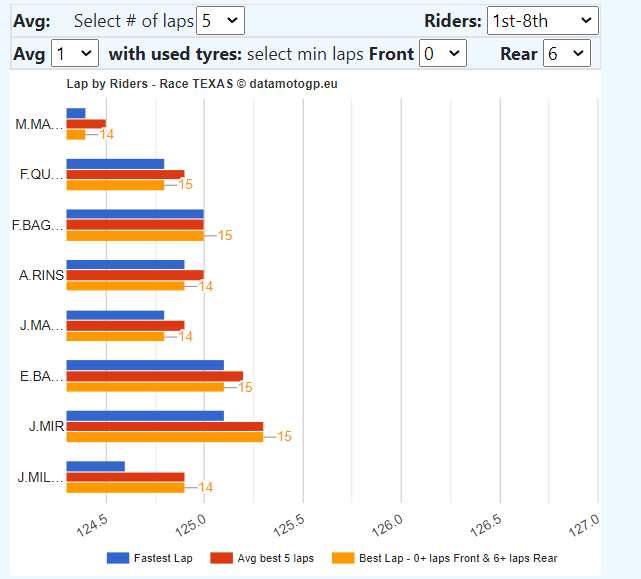 Avg: Select # of laps 5 Riders: 1st-8th
Avg 1 with used tyres: select min laps Front 0 Rear 6
Lap by Riders - Race TEXAS © datamotogp.eu
M.MA... 14
F.QU... 15
F.BAG... 15
A.RINS 14
J.MA... 14
E.BA... 15
J.MIR 15
J.MIL... 14
124.5 125.0 125.5 126.0 126.5 127.0
Fastest Lap Avg best 5 laps Best Lap - 0+ laps Front & 6+ laps Rear